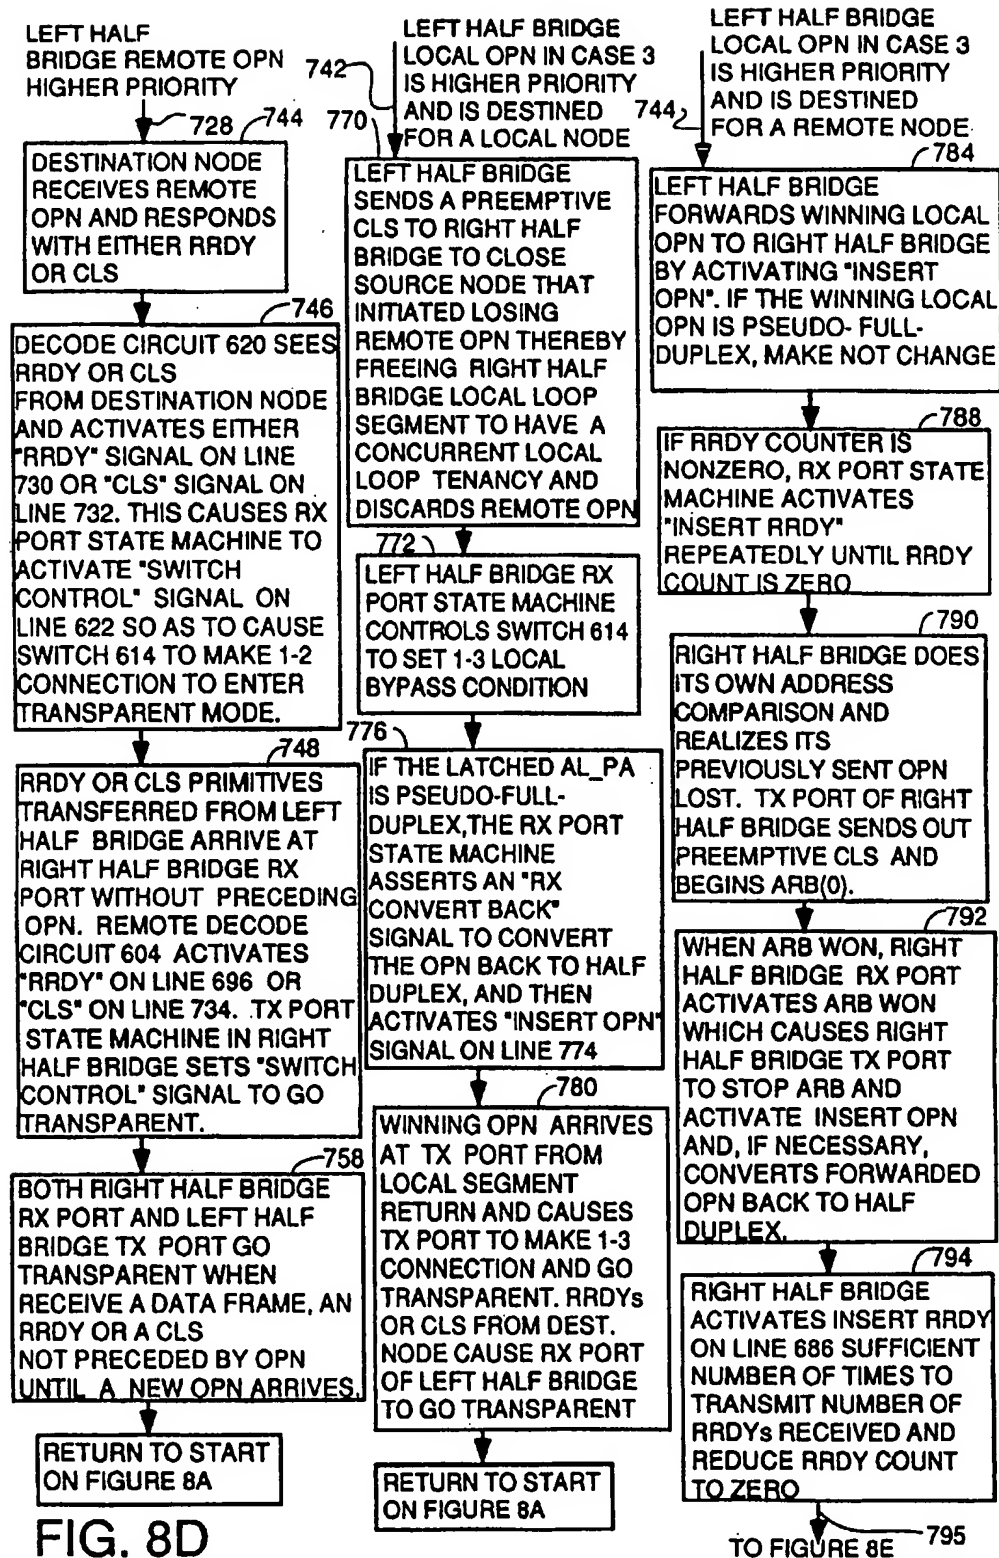 LEFT HALF
BRIDGE REMOTE OPN
HIGHER PRIORITY
728
744
DESTINATION NODE
RECEIVES REMOTE
OPN AND RESPONDS
WITH EITHER RRDY
OR CLS
746
DECODE CIRCUIT 620 SEES
RRDY OR CLS
FROM DESTINATION NODE
AND ACTIVATES EITHER
"RRDY" SIGNAL ON LINE
730 OR "CLS" SIGNAL ON
LINE 732. THIS CAUSES RX
PORT STATE MACHINE TO
ACTIVATE "SWITCH
CONTROL" SIGNAL ON
LINE 622 SO AS TO CAUSE
SWITCH 614 TO MAKE 1-2
CONNECTION TO ENTER
TRANSPARENT MODE.
748
RRDY OR CLS PRIMITIVES
TRANSFERRED FROM LEFT
HALF BRIDGE ARRIVE AT
RIGHT HALF BRIDGE RX
PORT WITHOUT PRECEDING
OPN. REMOTE DECODE
CIRCUIT 604 ACTIVATES
"RRDY" ON LINE 696 OR
"CLS" ON LINE 734. TX PORT
STATE MACHINE IN RIGHT
HALF BRIDGE SETS "SWITCH
CONTROL" SIGNAL TO GO
TRANSPARENT.
758
BOTH RIGHT HALF BRIDGE
RX PORT AND LEFT HALF
BRIDGE TX PORT GO
TRANSPARENT WHEN
RECEIVE A DATA FRAME, AN
RRDY OR A CLS
NOT PRECEDED BY OPN
UNTIL A NEW OPN ARRIVES.
RETURN TO START
ON FIGURE 8A
FIG. 8D
LEFT HALF BRIDGE
LOCAL OPN IN CASE 3
IS HIGHER PRIORITY
AND IS DESTINED
FOR A LOCAL NODE
742
770
LEFT HALF BRIDGE
SENDS A PREEMPTIVE
CLS TO RIGHT HALF
BRIDGE TO CLOSE
SOURCE NODE THAT
INITIATED LOSING
REMOTE OPN THEREBY
FREEING RIGHT HALF
BRIDGE LOCAL LOOP
SEGMENT TO HAVE A
CONCURRENT LOCAL
LOOP TENANCY AND
DISCARDS REMOTE OPN
772
LEFT HALF BRIDGE RX
PORT STATE MACHINE
CONTROLS SWITCH 614
TO SET 1-3 LOCAL
BYPASS CONDITION
776
IF THE LATCHED AL_PA
IS PSEUDO-FULL-
DUPLEX,THE RX PORT
STATE MACHINE
ASSERTS AN "RX
CONVERT BACK"
SIGNAL TO CONVERT
THE OPN BACK TO HALF
DUPLEX, AND THEN
ACTIVATES "INSERT OPN"
SIGNAL ON LINE 774
780
WINNING OPN ARRIVES
AT TX PORT FROM
LOCAL SEGMENT
RETURN AND CAUSES
TX PORT TO MAKE 1-3
CONNECTION AND GO
TRANSPARENT. RRDYs
OR CLS FROM DEST.
NODE CAUSE RX PORT
OF LEFT HALF BRIDGE
TO GO TRANSPARENT
RETURN TO START
ON FIGURE 8A
LEFT HALF BRIDGE
LOCAL OPN IN CASE 3
IS HIGHER PRIORITY
AND IS DESTINED
FOR A REMOTE NODE
744
784
LEFT HALF BRIDGE
FORWARDS WINNING LOCAL
OPN TO RIGHT HALF BRIDGE
BY ACTIVATING "INSERT
OPN". IF THE WINNING LOCAL
OPN IS PSEUDO- FULL-
DUPLEX, MAKE NOT CHANGE
788
IF RRDY COUNTER IS
NONZERO, RX PORT STATE
MACHINE ACTIVATES
"INSERT RRDY"
REPEATEDLY UNTIL RRDY
COUNT IS ZERO
790
RIGHT HALF BRIDGE DOES
ITS OWN ADDRESS
COMPARISON AND
REALIZES ITS
PREVIOUSLY SENT OPN
LOST. TX PORT OF RIGHT
HALF BRIDGE SENDS OUT
PREEMPTIVE CLS AND
BEGINS ARB(0).
792
WHEN ARB WON, RIGHT
HALF BRIDGE RX PORT
ACTIVATES ARB WON
WHICH CAUSES RIGHT
HALF BRIDGE TX PORT
TO STOP ARB AND
ACTIVATE INSERT OPN
AND, IF NECESSARY,
CONVERTS FORWARDED
OPN BACK TO HALF
DUPLEX.
794
RIGHT HALF BRIDGE
ACTIVATES INSERT RRDY
ON LINE 686 SUFFICIENT
NUMBER OF TIMES TO
TRANSMIT NUMBER OF
RRDYs RECEIVED AND
REDUCE RRDY COUNT
TO ZERO
795
TO FIGURE 8E